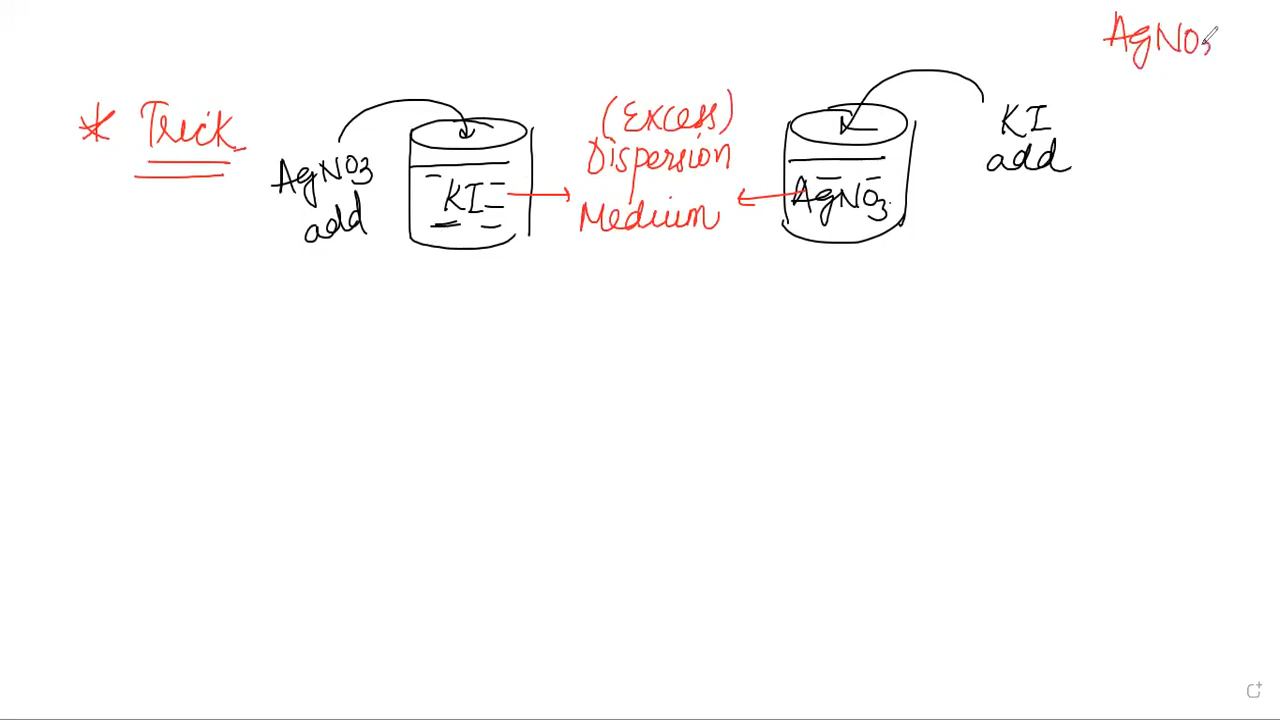 AgNO3
* Trick
AgNO3
add
KI
(Excess)
Dispersion
Medium
AgNO3
KI
add